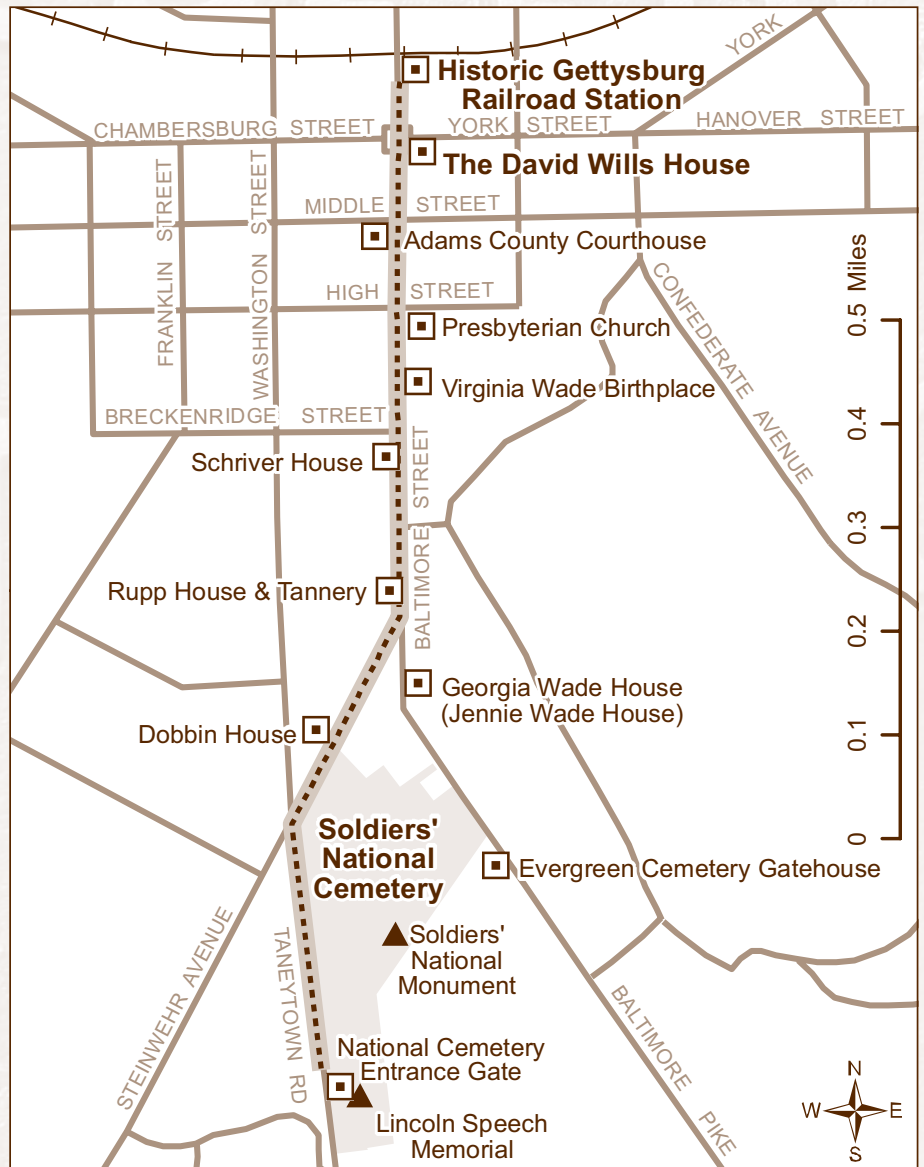 YORK
Historic Gettysburg
Railroad Station
CHAMBERSBURG STREET
YORK STREET
HANOVER STREET
The David Wills House
FRANKLIN STREET
WASHINGTON STREET
MIDDLE STREET
Adams County Courthouse
HIGH STREET
CONFEDERATE AVENUE
0.5 Miles
Presbyterian Church
Virginia Wade Birthplace
BRECKENRIDGE STREET
0.4
Schriver House
BALTIMORE STREET
0.3
Rupp House & Tannery
0.2
Georgia Wade House
(Jennie Wade House)
Dobbin House
0.1
Soldiers'
National
Cemetery
0
Evergreen Cemetery Gatehouse
STEINWEHR AVENUE
TANEYTOWN RD
Soldiers'
National
Monument
BALTIMORE PIKE
National Cemetery
Entrance Gate
Lincoln Speech
Memorial
N
W
E
S